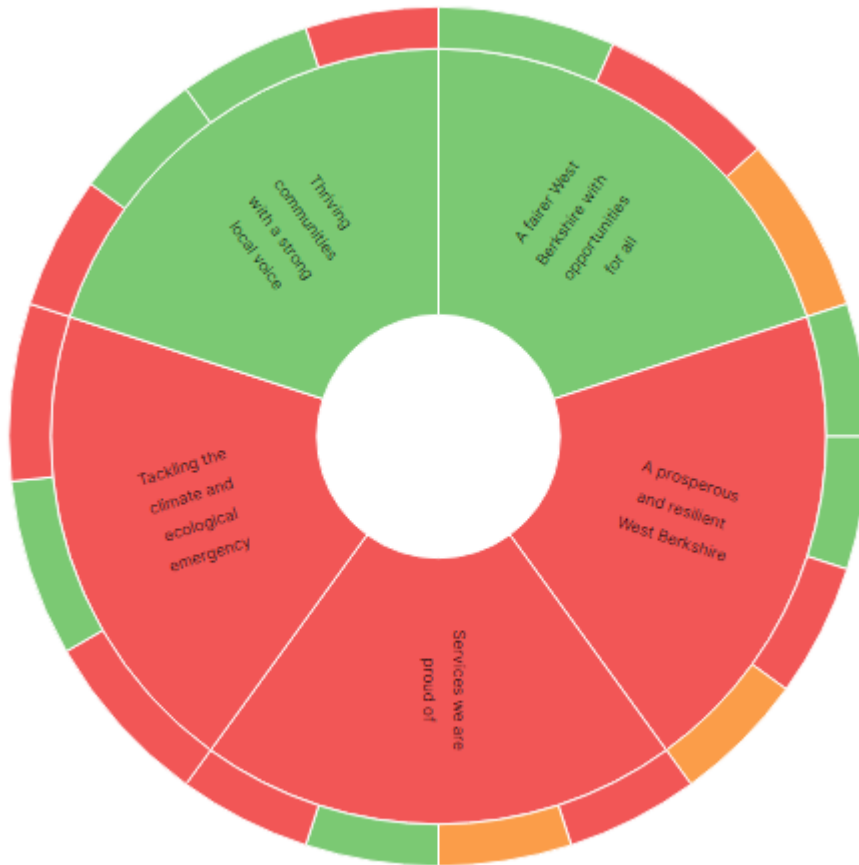 Thriving
communities
with a strong
local voice
A fairer West
Berkshire with
opportunities
for all
Tackling the
climate and
ecological
emergency
A prosperous
and resilient
West Berkshire
Services we are
proud of